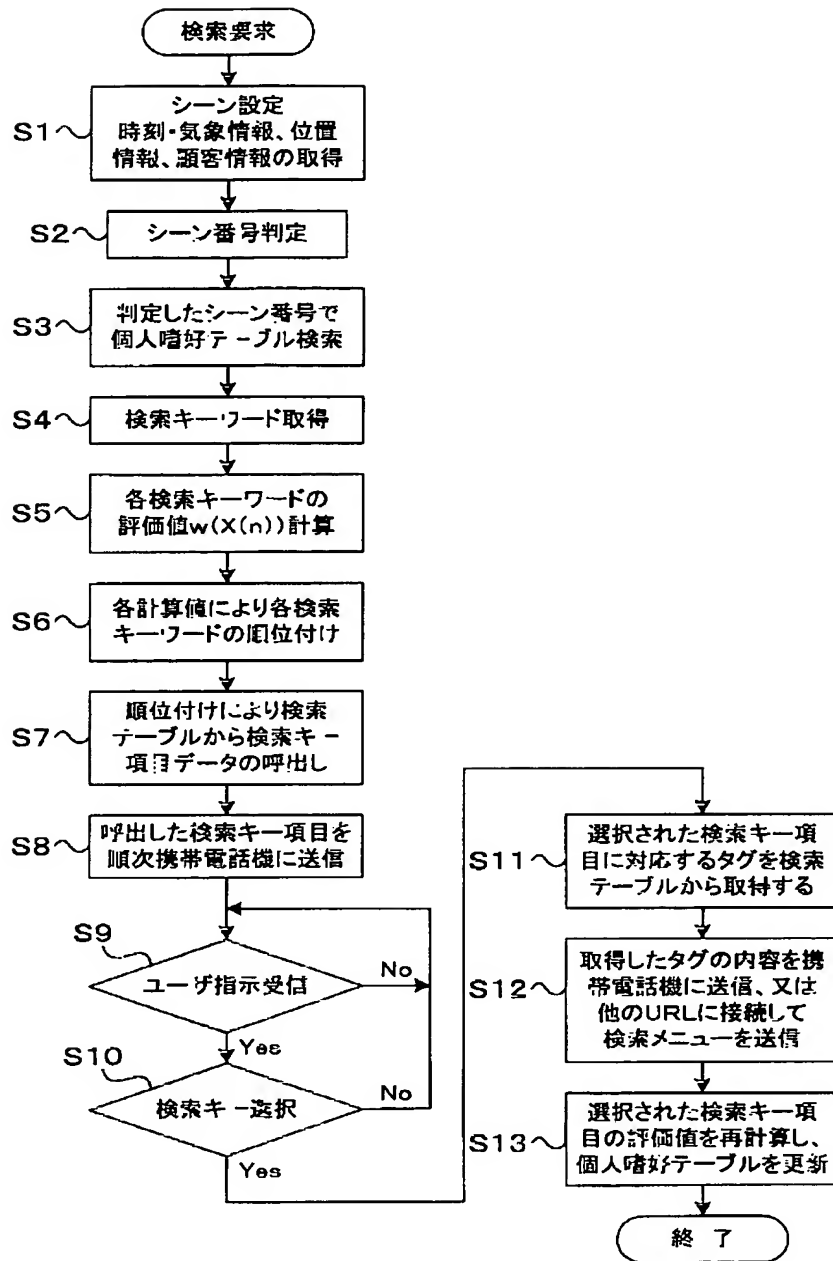 検索要求
S1
シーン設定
時刻・気象情報、位置
情報、顧客情報の取得
S2
シーン番号判定
S3
判定したシーン番号で
個人嗜好テーブル検索
S4
検索キーワード取得
S5
各検索キーワードの
評価値w(X(n))計算
S6
各計算値により各検索
キーワードの順位付け
S7
順位付けにより検索
テーブルから検索キー
項目データの呼出し
S8
呼出した検索キー項目を
順次携帯電話機に送信
S9
ユーザ指示受信
No
Yes
S10
検索キー選択
No
Yes
S11
選択された検索キー項
目に対応するタグを検索
テーブルから取得する
S12
取得したタグの内容を携
帯電話機に送信、又は
他のURLに接続して
検索メニューを送信
S13
選択された検索キー項
目の評価値を再計算し、
個人嗜好テーブルを更新
終了